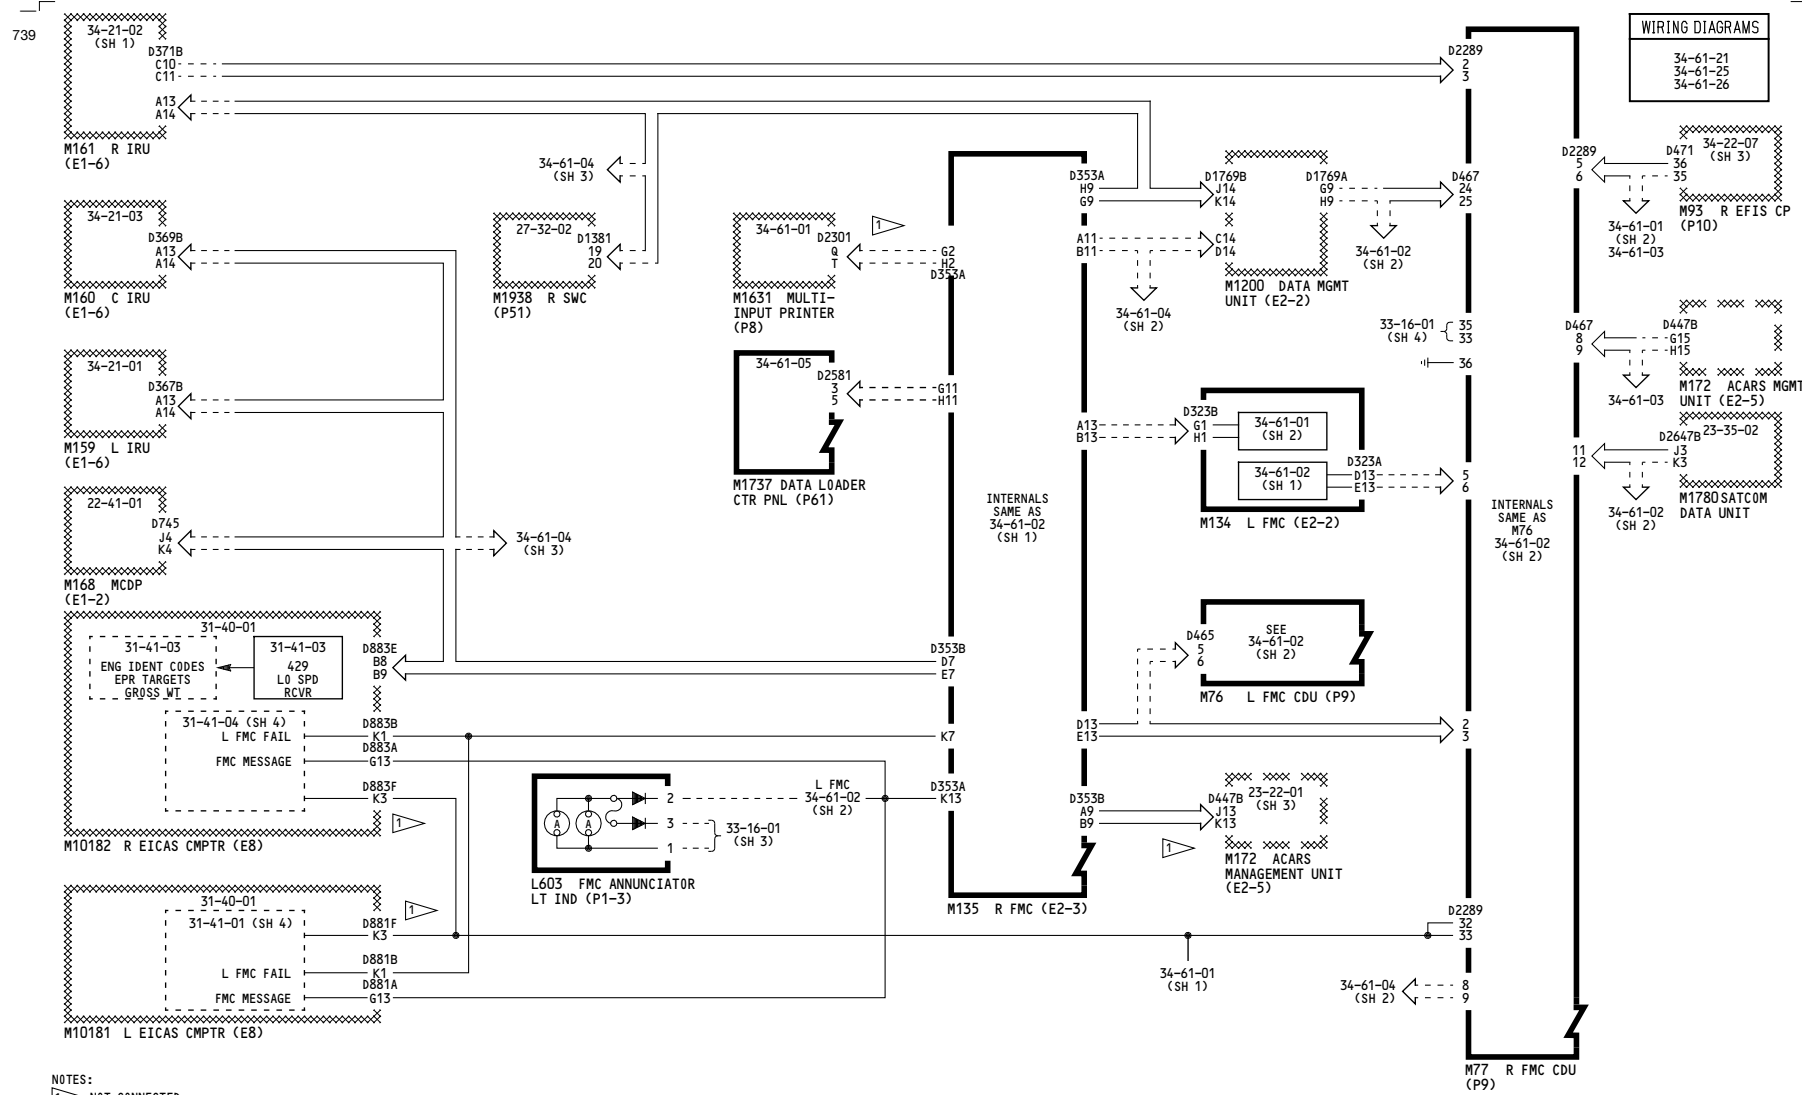 739
34-21-02
(SH 1)
D371B
C10
C11
A13
A14
M161 R IRU
(E1-6)
34-21-03
D369B
A13
A14
M160 C IRU
(E1-6)
34-21-01
D367B
A13
A14
M159 L IRU
(E1-6)
22-41-01
D745
J4
K4
M168 MCDP
(E1-2)
34-61-04
(SH 3)
31-40-01
31-41-03
ENG IDENT CODES
EPR TARGETS
GROSS WT
31-41-03
429
LO SPD
RCVR
D883E
B8
B9
31-41-04 (SH 4)
L FMC FAIL
FMC MESSAGE
D883B
K1
D883A
G13
D883F
K3
1
M10182 R EICAS CMPTR (E8)
31-40-01
31-41-01 (SH 4)
L FMC FAIL
FMC MESSAGE
1
D881F
K3
D881B
K1
D881A
G13
M10181 L EICAS CMPTR (E8)
34-61-04
(SH 3)
27-32-02
D1381
19
20
M1938 R SWC
(P51)
34-61-01
D2301
Q
T
M1631 MULTI-
INPUT PRINTER
(P8)
1
34-61-05
D2581
3
5
M1737 DATA LOADER
CTR PNL (P61)
A
A
2
3
1
L603 FMC ANNUNCIATOR
LT IND (P1-3)
L FMC
34-61-02
(SH 2)
33-16-01
(SH 3)
G2
H2
D353A
G11
H11
D353B
D7
E7
K7
D353A
K13
INTERNALS
SAME AS
34-61-02
(SH 1)
D353A
H9
G9
A11
B11
A13
B13
D13
E13
D353B
A9
B9
M135 R FMC (E2-3)
34-61-04
(SH 2)
D1769B
J14
K14
C14
D14
D1769A
G9
H9
M1200 DATA MGMT
UNIT (E2-2)
34-61-02
(SH 2)
D323B
G1
H1
34-61-01
(SH 2)
34-61-02
(SH 1)
D323A
D13
E13
M134 L FMC (E2-2)
D465
5
6
SEE
34-61-02
(SH 2)
M76 L FMC CDU (P9)
D447B
J13
K13
23-22-01
(SH 3)
1
M172 ACARS
MANAGEMENT UNIT
(E2-5)
34-61-01
(SH 1)
D2289
2
3
D467
24
25
33-16-01
(SH 4)
35
33
36
5
6
2
3
D2289
32
33
34-61-04
(SH 2)
8
9
INTERNALS
SAME AS
M76
34-61-02
(SH 2)
M77 R FMC CDU
(P9)
WIRING DIAGRAMS
34-61-21
34-61-25
34-61-26
D2289
5
6
D471
36
35
34-22-07
(SH 3)
M93 R EFIS CP
(P10)
34-61-01
(SH 2)
34-61-03
D467
8
9
D447B
G15
H15
M172 ACARS MGMT
UNIT (E2-5)
34-61-03
11
12
D2647B
J3
K3
23-35-02
M1780 SATCOM
DATA UNIT
34-61-02
(SH 2)
NOTES:
NOT CONNECTED